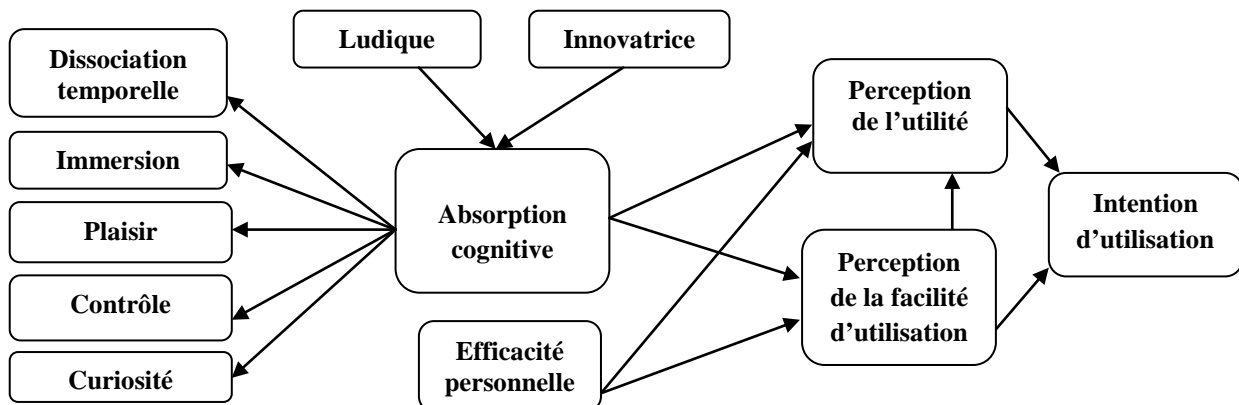 Ludique
Innovatrice
Dissociation
temporelle
Immersion
Plaisir
Contrôle
Curiosité
Absorption
cognitive
Efficacité
personnelle
Perception
de l’utilité
Perception
de la facilité
d’utilisation
Intention
d’utilisation